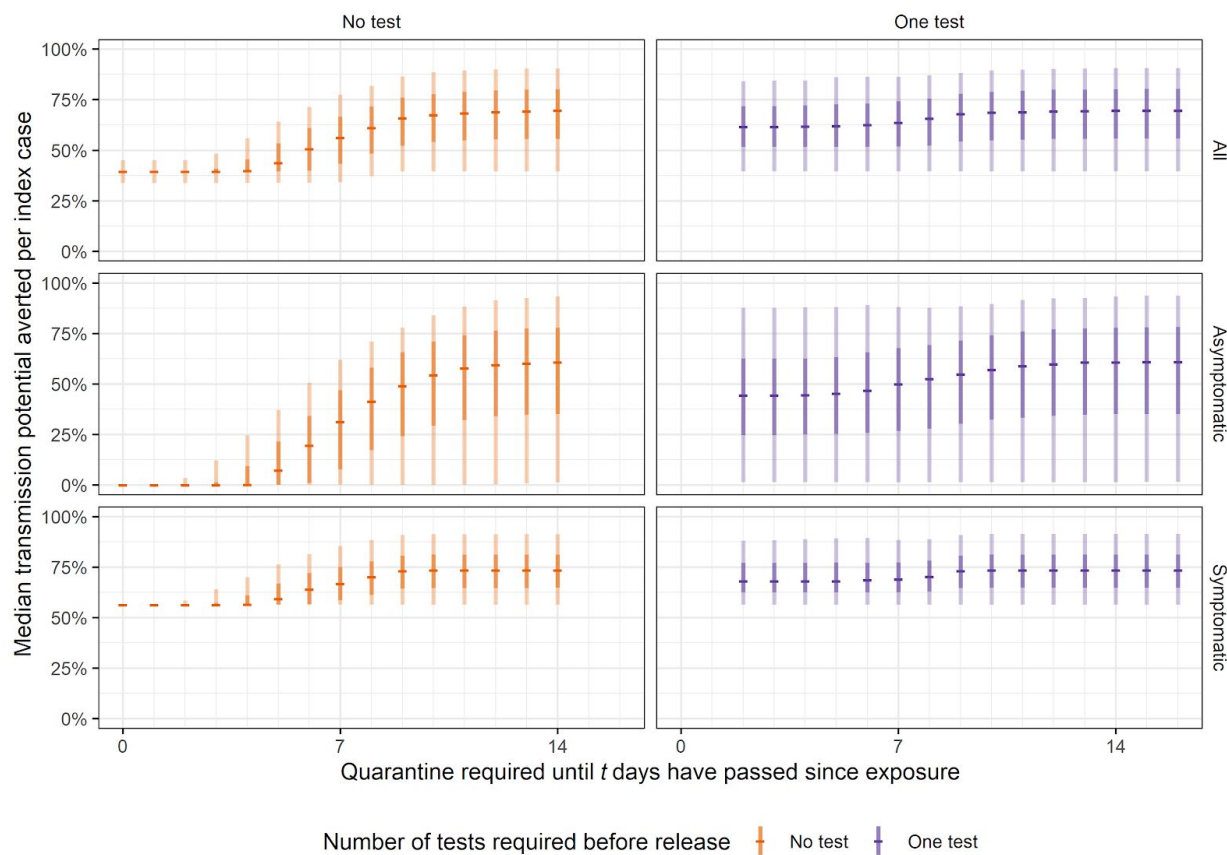 No test
One test
Median transmission potential averted per index case
100%
75%
50%
25%
0%
All
100%
75%
50%
25%
0%
Asymptomatic
100%
75%
50%
25%
0%
Symptomatic
0 7 14
0 7 14
Quarantine required until t days have passed since exposure
Number of tests required before release No test One test